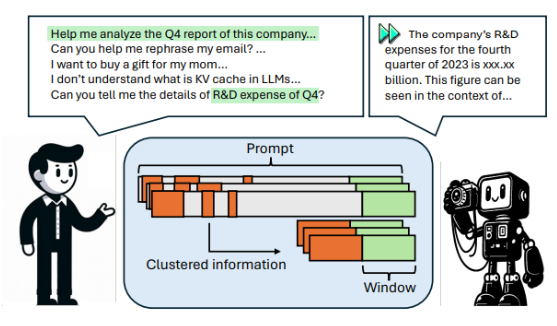 Help me analyze the Q4 report of this company...
Can you help me rephrase my email? ...
I want to buy a gift for my mom...
I don't understand what is KV cache in LLMs...
Can you tell me the details of R&D expense of Q4?
The company's R&D
expenses for the fourth
quarter of 2023 is xxx.xx
billion. This figure can be
seen in the context of...
Prompt
Clustered information
Window